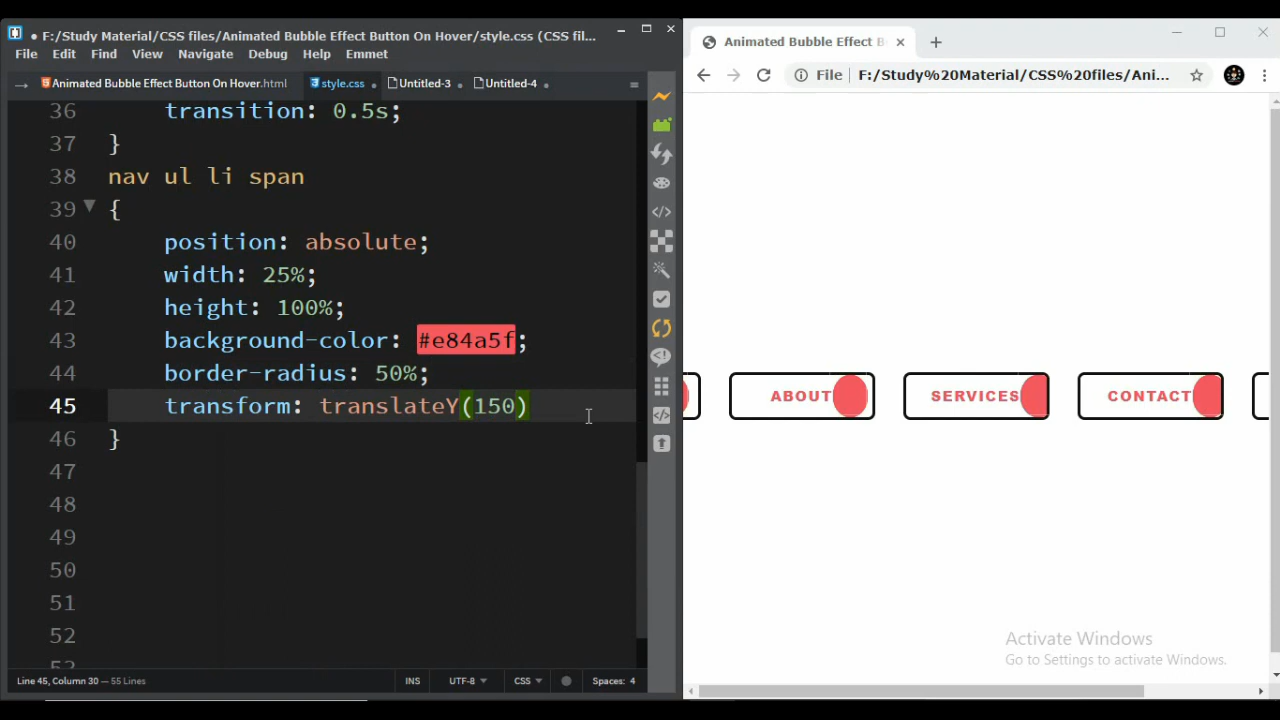 F:/Study Material/CSS files/Animated Bubble Effect Button On Hover/style.css (CSS fil...
File Edit Find View Navigate Debug Help Emmet
Animated Bubble Effect Button On Hover.html style.css Untitled-3 Untitled-4
36 transition: 0.5s;
37 }
38 nav ul li span
39 {
40 position: absolute;
41 width: 25%;
42 height: 100%;
43 background-color: #e84a5f;
44 border-radius: 50%;
45 transform: translateY(150)
46 }
47
48
49
50
51
52
Line 45, Column 30 — 55 Lines INS UTF-8 CSS Spaces: 4
Animated Bubble Effect B
File F:/Study%20Material/CSS%20files/Ani...
ABOUT SERVICES CONTACT
Activate Windows
Go to Settings to activate Windows.